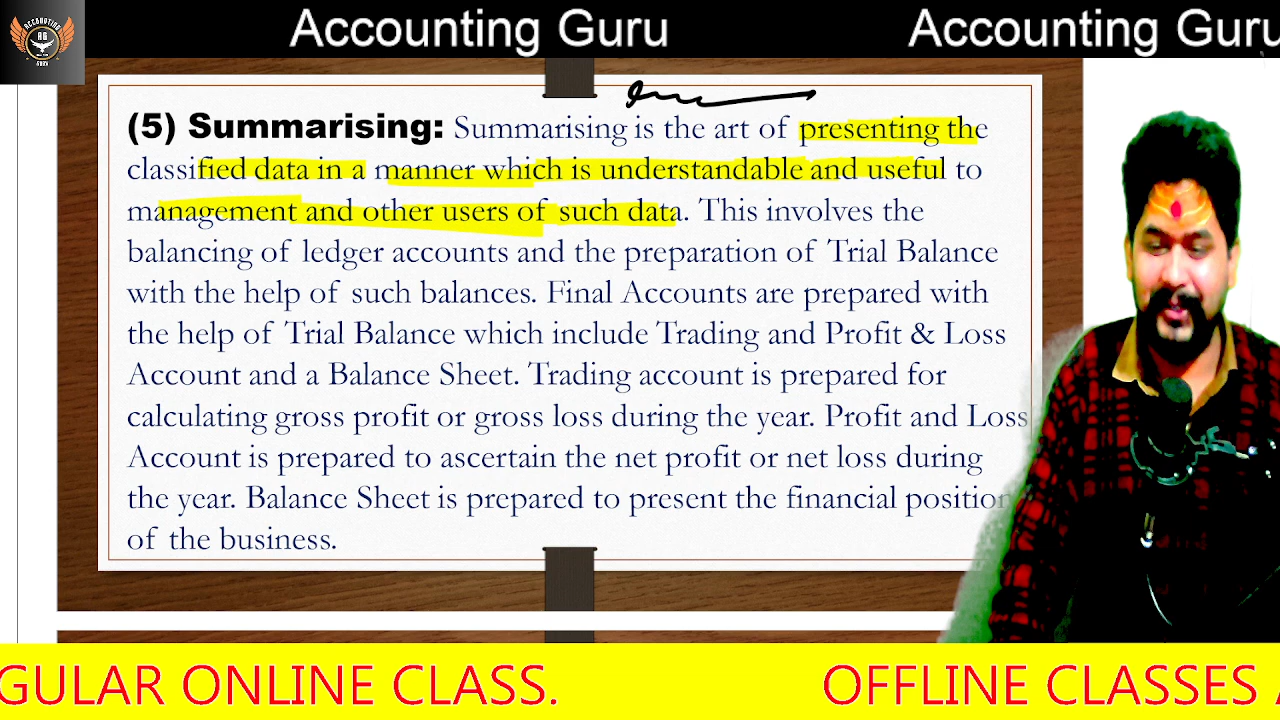 Accounting Guru
Accounting Guru
ACCOUNTING
AG
GURU
(5) Summarising: Summarising is the art of presenting the
classified data in a manner which is understandable and useful to
management and other users of such data. This involves the
balancing of ledger accounts and the preparation of Trial Balance
with the help of such balances. Final Accounts are prepared with
the help of Trial Balance which include Trading and Profit & Loss
Account and a Balance Sheet. Trading account is prepared for
calculating gross profit or gross loss during the year. Profit and Loss
Account is prepared to ascertain the net profit or net loss during
the year. Balance Sheet is prepared to present the financial position
of the business.
GULAR ONLINE CLASS.
OFFLINE CLASSES